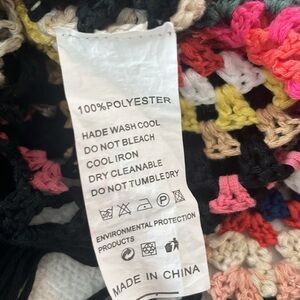 100%POLYESTER
HADE WASH COOL
DO NOT BLEACH
COOL IRON
DRY CLEANABLE
DO NOT TUMBLE DRY
ENVIRONMENTAL PROTECTION
PRODUCTS
MADE IN CHINA